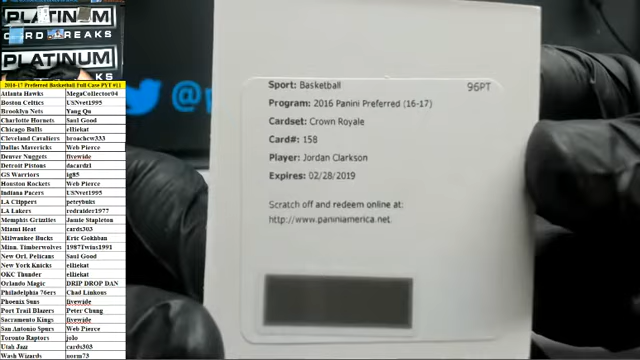 PLATINUM
CARD BREAKS
PLATINUM
KS
2016-17 Preferred Basketball Full Case PYT #11
Atlanta Hawks MegaCollector04
Boston Celtics USNvet1995
Brooklyn Nets Yang Qu
Charlotte Hornets Saul Good
Chicago Bulls elliekat
Cleveland Cavaliers broachcw333
Dallas Mavericks Web Pierce
Denver Nuggets fivewide
Detroit Pistons dacardzl
GS Warriors ig85
Houston Rockets Web Pierce
Indiana Pacers USNvet1995
LA Clippers peteybuks
LA Lakers redraider1977
Memphis Grizzlies Jamie Stapleton
Miami Heat cards303
Milwaukee Bucks Eric Gokhban
Minn. Timberwolves 1987Twins1991
New Orl. Pelicans Saul Good
New York Knicks elliekat
OKC Thunder elliekat
Orlando Magic DRIP DROP DAN
Philadelphia 76ers Chad Linkous
Phoenix Suns fivewide
Port Trail Blazers Peter Chung
Sacramento Kings fivewide
San Antonio Spurs Web Pierce
Toronto Raptors jolo
Utah Jazz cards303
Wash Wizards norm73
@
Sport: Basketball 96PT
Program: 2016 Panini Preferred (16-17)
Cardset: Crown Royale
Card#: 158
Player: Jordan Clarkson
Expires: 02/28/2019
Scratch off and redeem online at:
http://www.paniniamerica.net